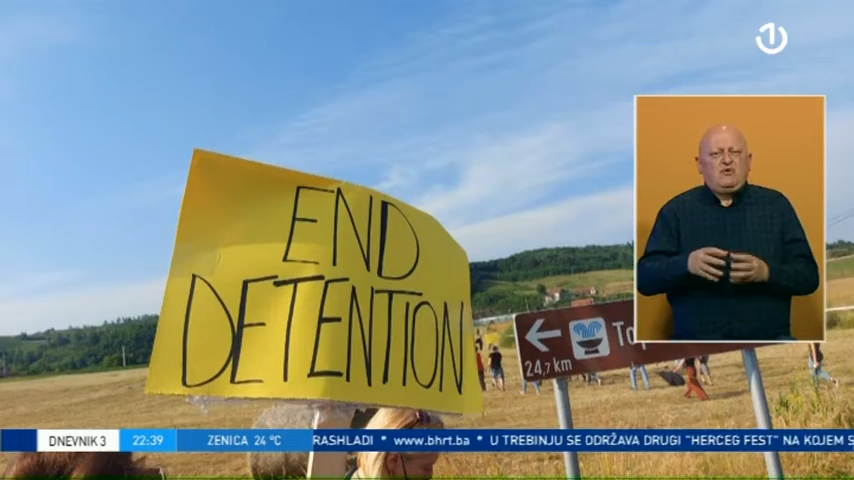 END
DETENTION
24,7 km
DNEVNIK 3
22:39
ZENICA 24 °C
RASHLADI * www.bhrt.ba * U TREBINJU SE ODRŽAVA DRUGI "HERCEG FEST" NA KOJEM